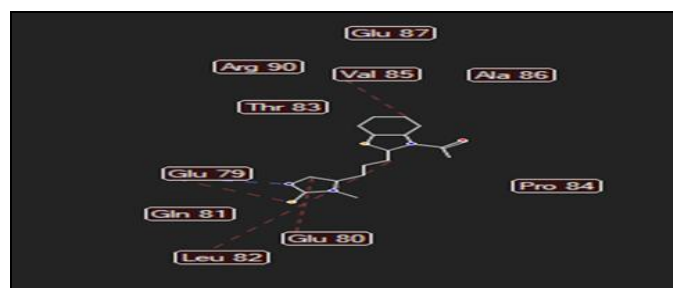 Glu 87
Arg 90
Val 85
Ala 86
Thr 83
Glu 79
Pro 84
Gln 81
Glu 80
Leu 82